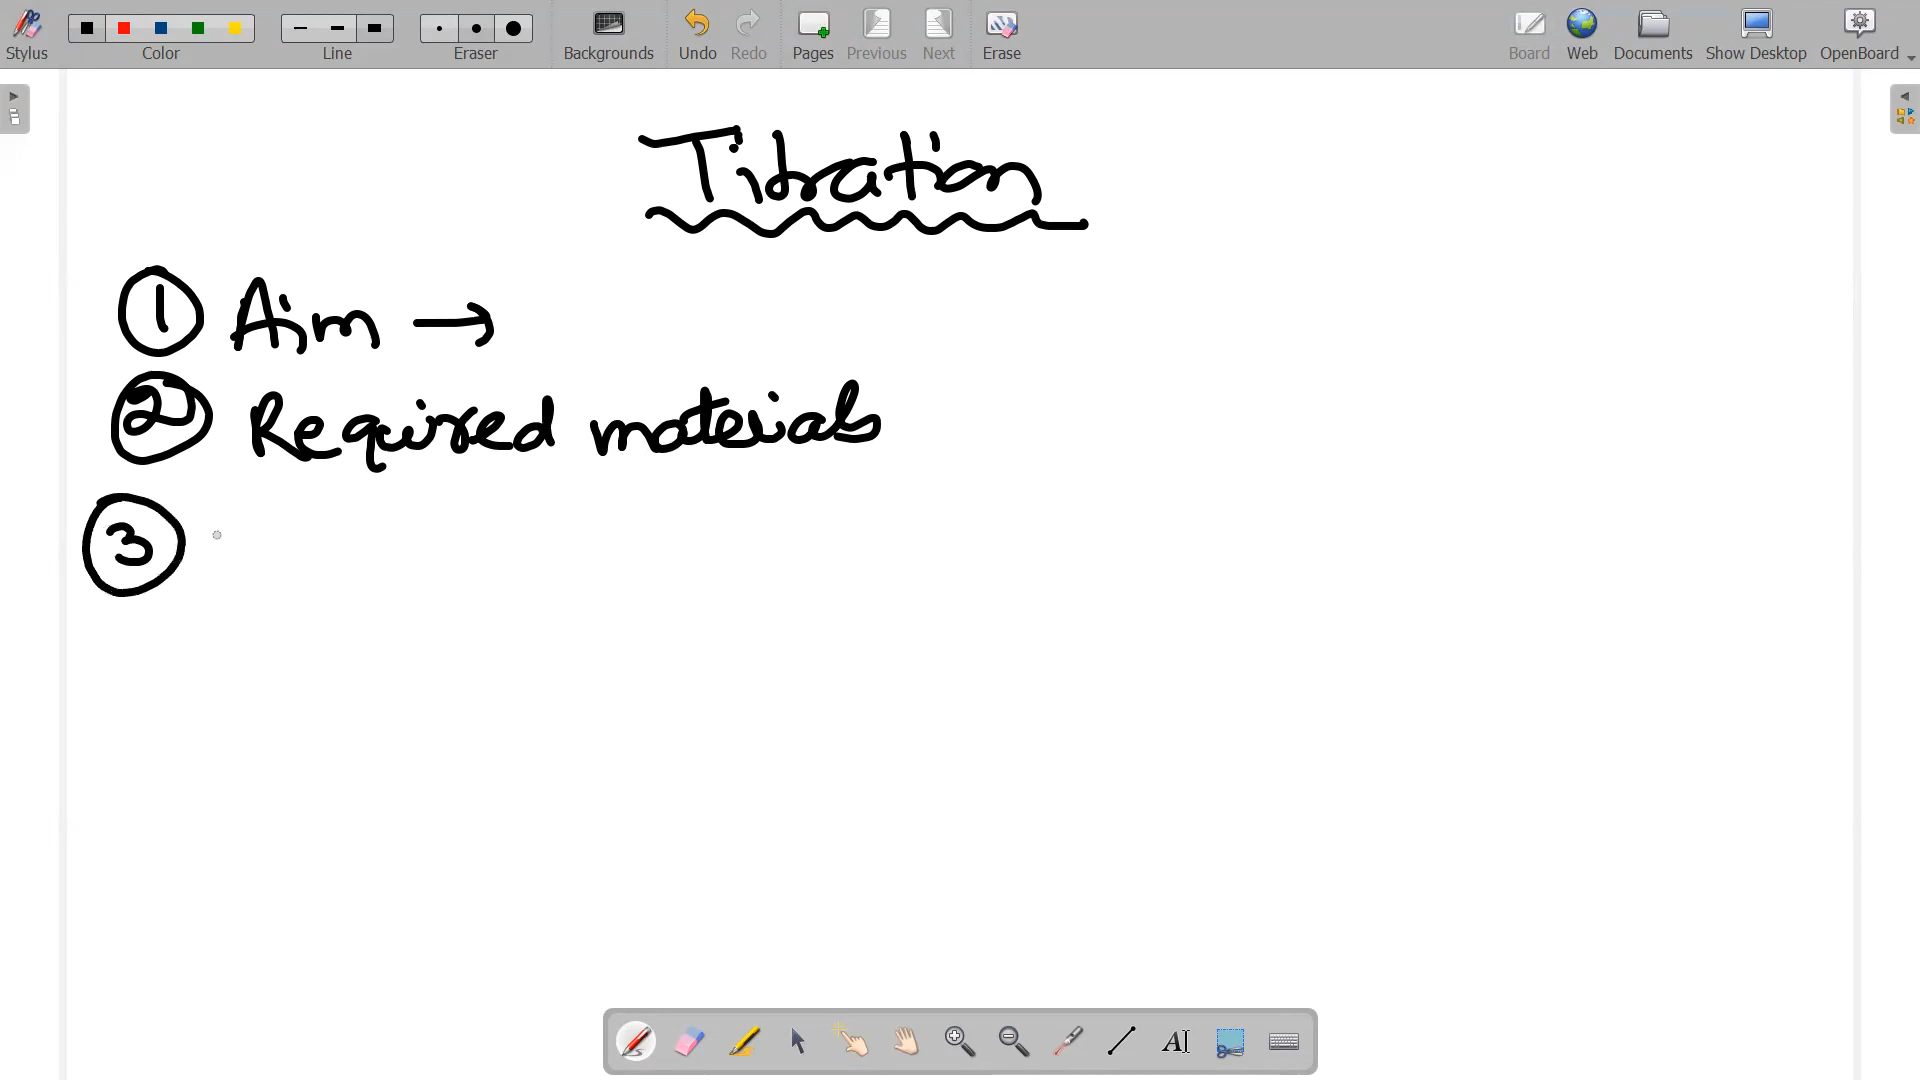 Stylus Color Line Eraser Backgrounds Undo Redo Pages Previous Next Erase Board Web Documents Show Desktop OpenBoard
Titration
1 Aim →
2 Required materials
3